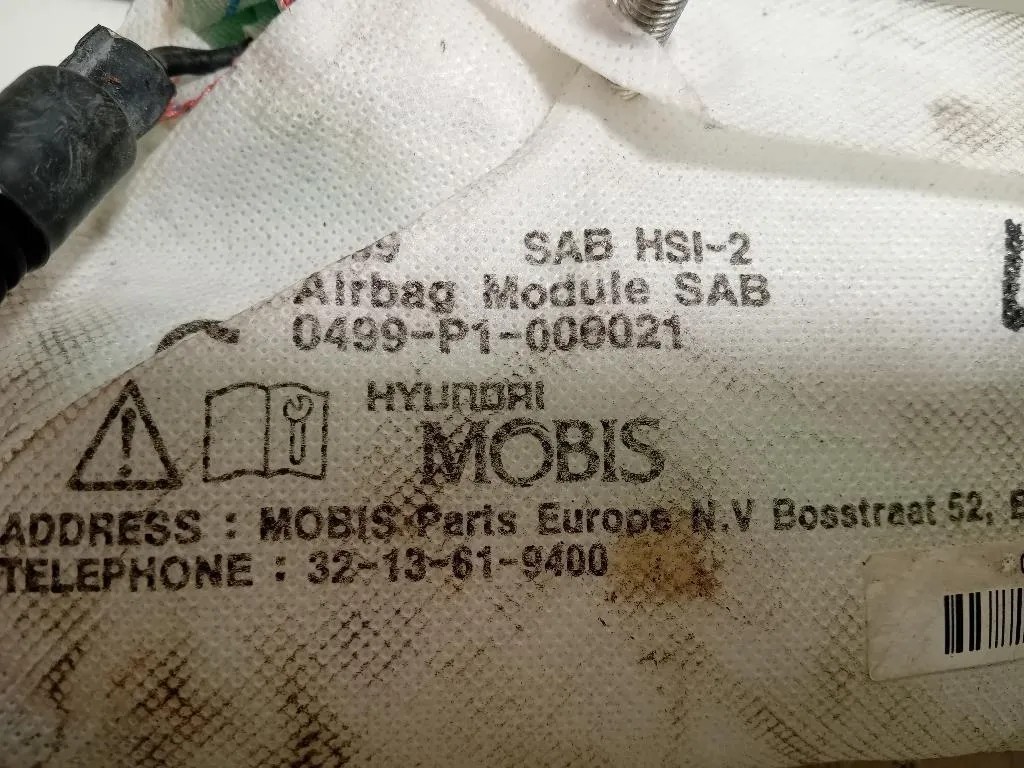 99 SAB HSI-2
Airbag Module SAB
0499-P1-000021
HYUNDAI
MOBIS
ADDRESS : MOBIS Parts Europe N.V Bosstraat 52,
TELEPHONE : 32-13-61-9400